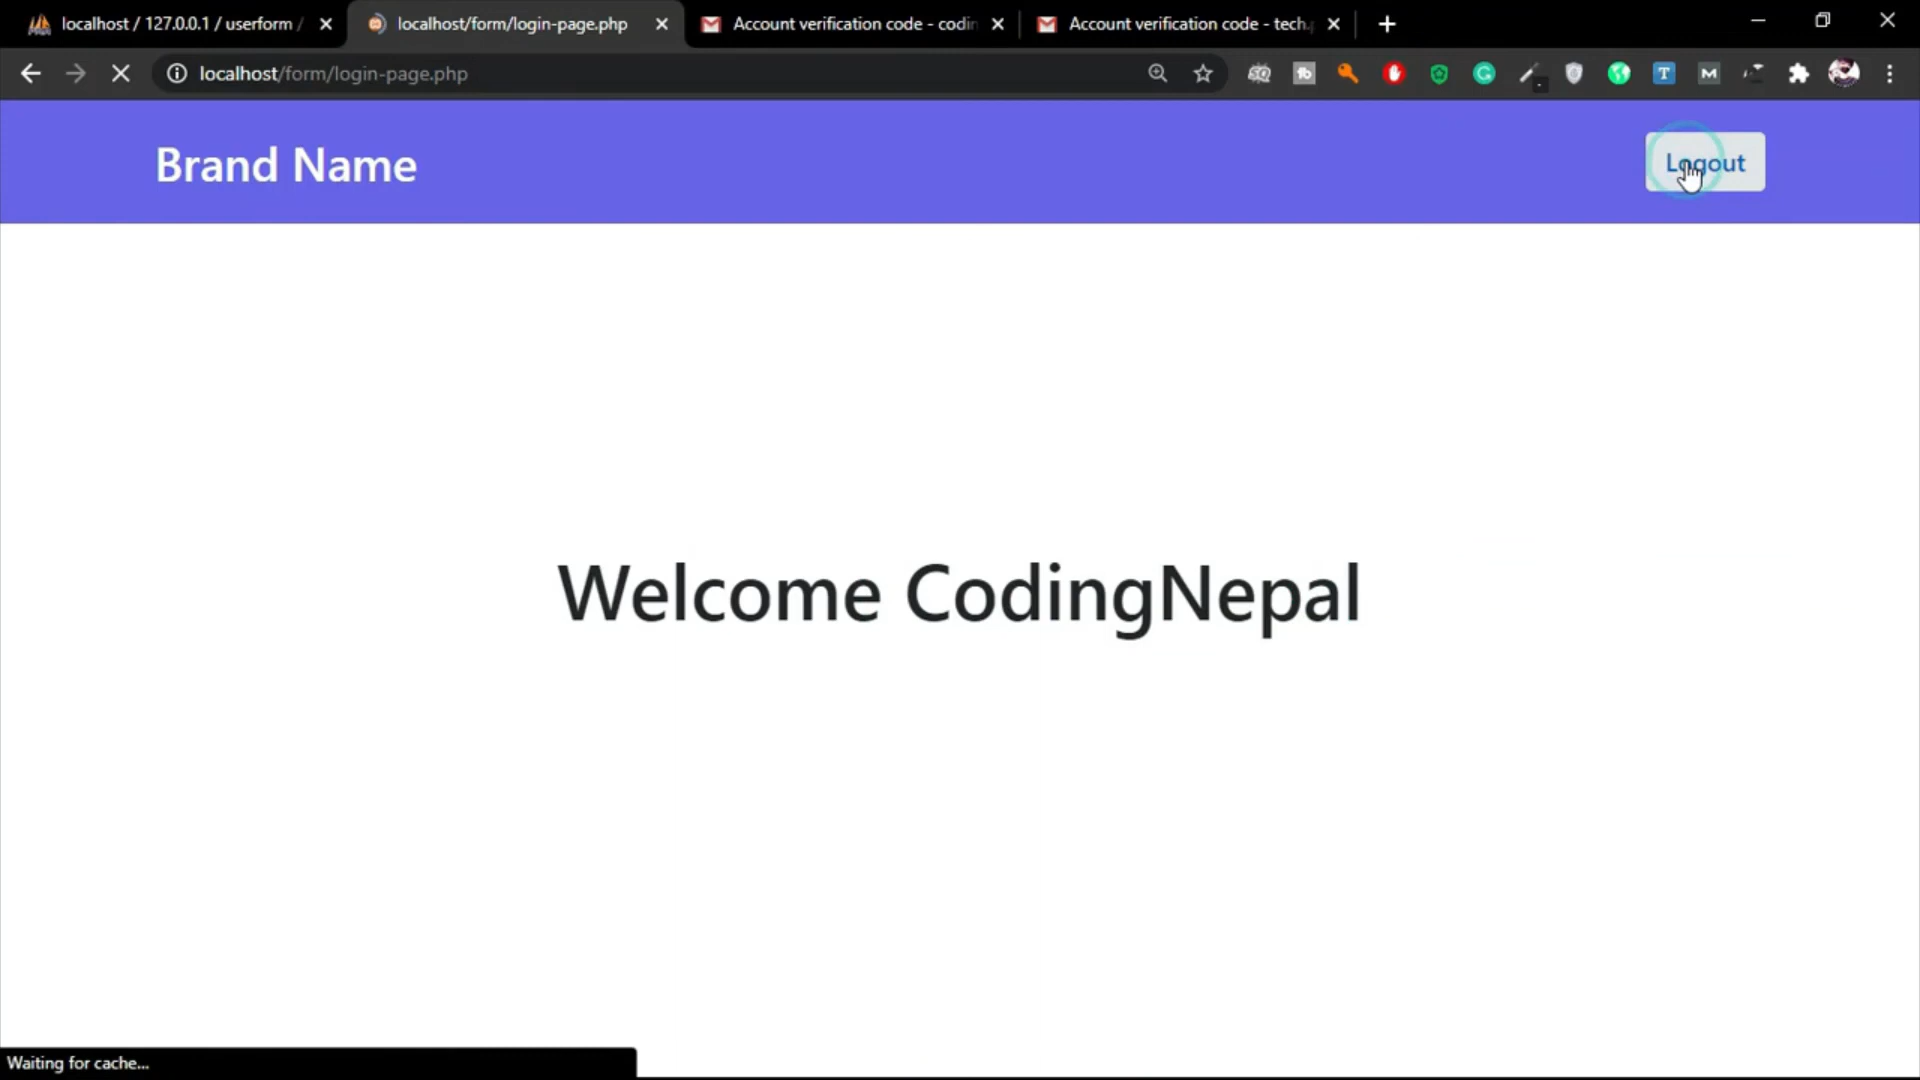 localhost / 127.0.0.1 / userform /
localhost/form/login-page.php
Account verification code - codin
Account verification code - tech.
localhost/form/login-page.php
Brand Name
Logout
Welcome CodingNepal
Waiting for cache...